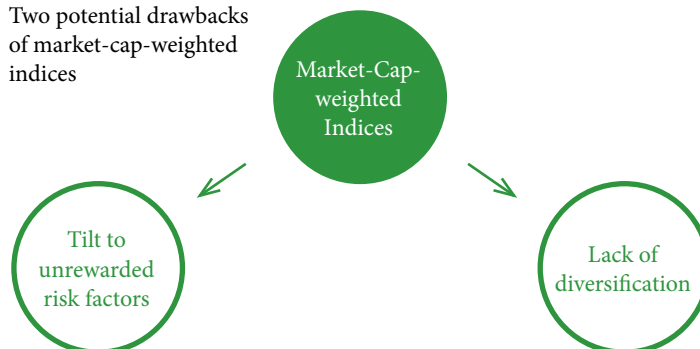 Two potential drawbacks
of market-cap-weighted
indices
Market-Cap-
weighted
Indices
Tilt to
unrewarded
risk factors
Lack of
diversification